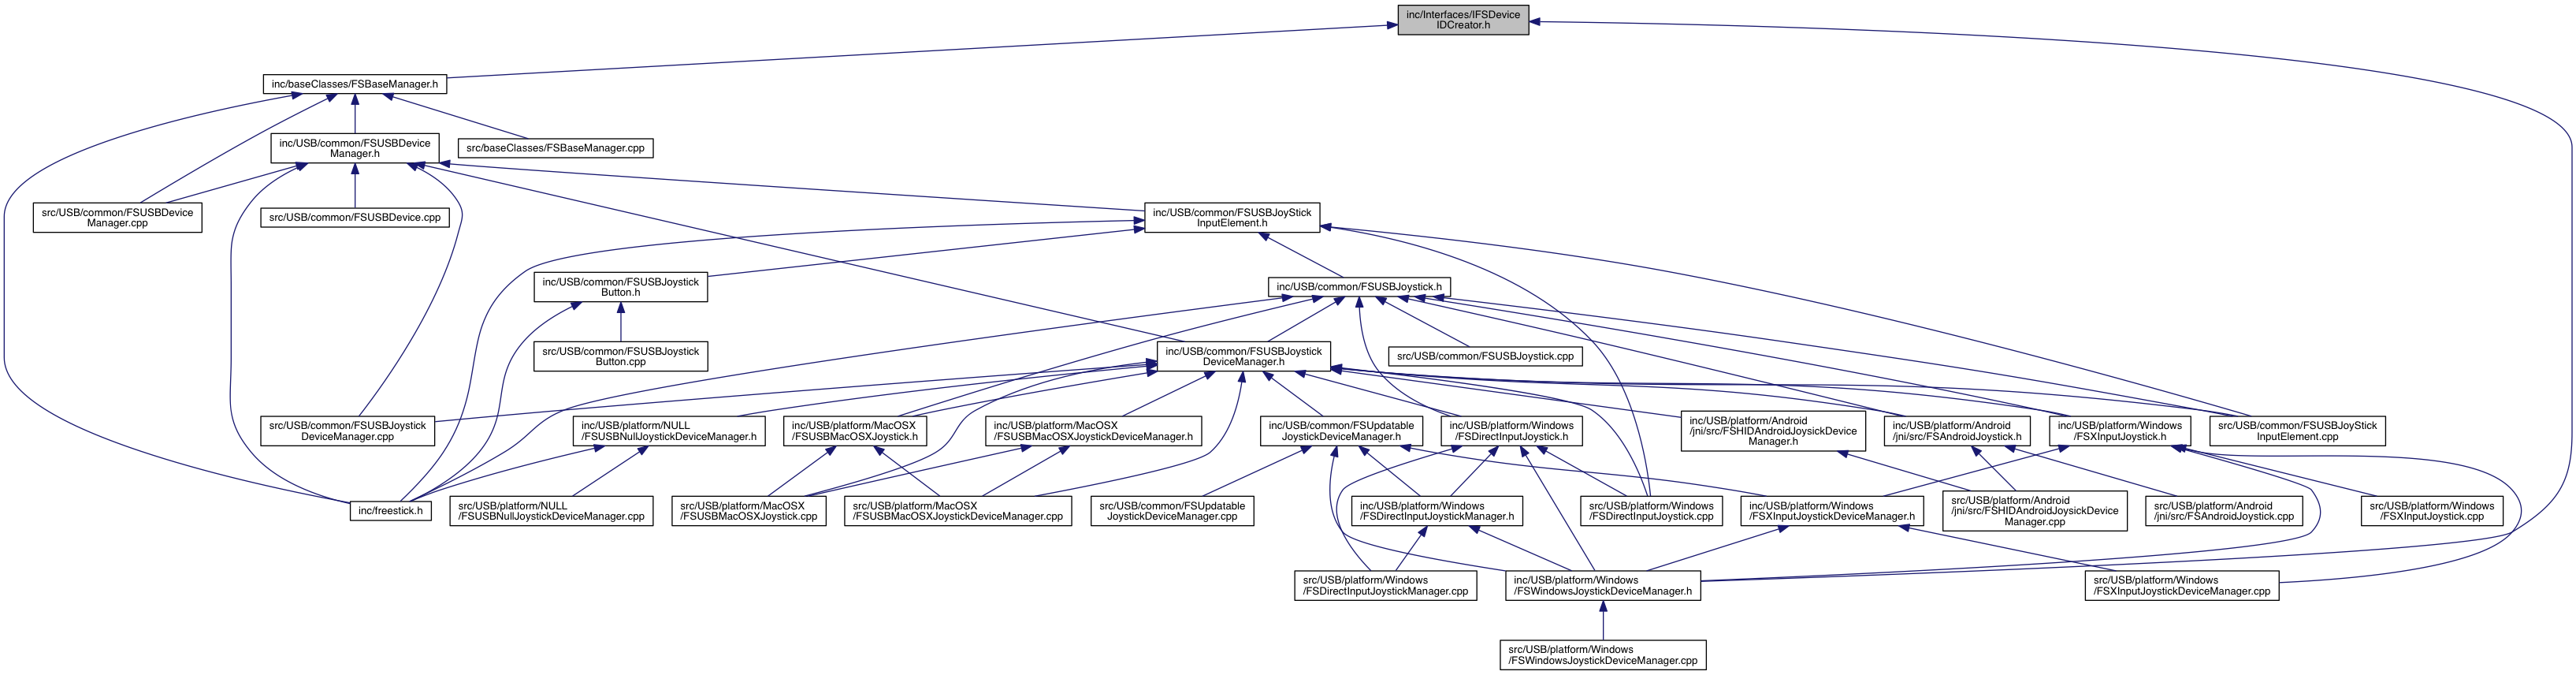 inc/Interfaces/IFSDevice
IDCreator.h
inc/baseClasses/FSBaseManager.h
inc/USB/common/FSUSBDevice
Manager.h
src/baseClasses/FSBaseManager.cpp
src/USB/common/FSUSBDevice
Manager.cpp
src/USB/common/FSUSBDevice.cpp
inc/USB/common/FSUSBJoyStick
InputElement.h
inc/USB/common/FSUSBJoystick
Button.h
inc/USB/common/FSUSBJoystick.h
src/USB/common/FSUSBJoystick
Button.cpp
inc/USB/common/FSUSBJoystick
DeviceManager.h
src/USB/common/FSUSBJoystick.cpp
src/USB/common/FSUSBJoystick
DeviceManager.cpp
inc/USB/platform/NULL
/FSUSBNullJoystickDeviceManager.h
inc/USB/platform/MacOSX
/FSUSBMacOSXJoystick.h
inc/USB/platform/MacOSX
/FSUSBMacOSXJoystickDeviceManager.h
inc/USB/common/FSUpdatable
JoystickDeviceManager.h
inc/USB/platform/Windows
/FSDirectInputJoystick.h
inc/USB/platform/Android
/jni/src/FSHIDAndroidJoysickDevice
Manager.h
inc/USB/platform/Android
/jni/src/FSAndroidJoystick.h
inc/USB/platform/Windows
/FSXInputJoystick.h
src/USB/common/FSUSBJoyStick
InputElement.cpp
inc/freestick.h
src/USB/platform/NULL
/FSUSBNullJoystickDeviceManager.cpp
src/USB/platform/MacOSX
/FSUSBMacOSXJoystick.cpp
src/USB/platform/MacOSX
/FSUSBMacOSXJoystickDeviceManager.cpp
src/USB/common/FSUpdatable
JoystickDeviceManager.cpp
inc/USB/platform/Windows
/FSDirectInputJoystickManager.h
src/USB/platform/Windows
/FSDirectInputJoystick.cpp
inc/USB/platform/Windows
/FSXInputJoystickDeviceManager.h
src/USB/platform/Android
/jni/src/FSHIDAndroidJoysickDevice
Manager.cpp
src/USB/platform/Android
/jni/src/FSAndroidJoystick.cpp
src/USB/platform/Windows
/FSXInputJoystick.cpp
src/USB/platform/Windows
/FSDirectInputJoystickManager.cpp
inc/USB/platform/Windows
/FSWindowsJoystickDeviceManager.h
src/USB/platform/Windows
/FSXInputJoystickDeviceManager.cpp
src/USB/platform/Windows
/FSWindowsJoystickDeviceManager.cpp